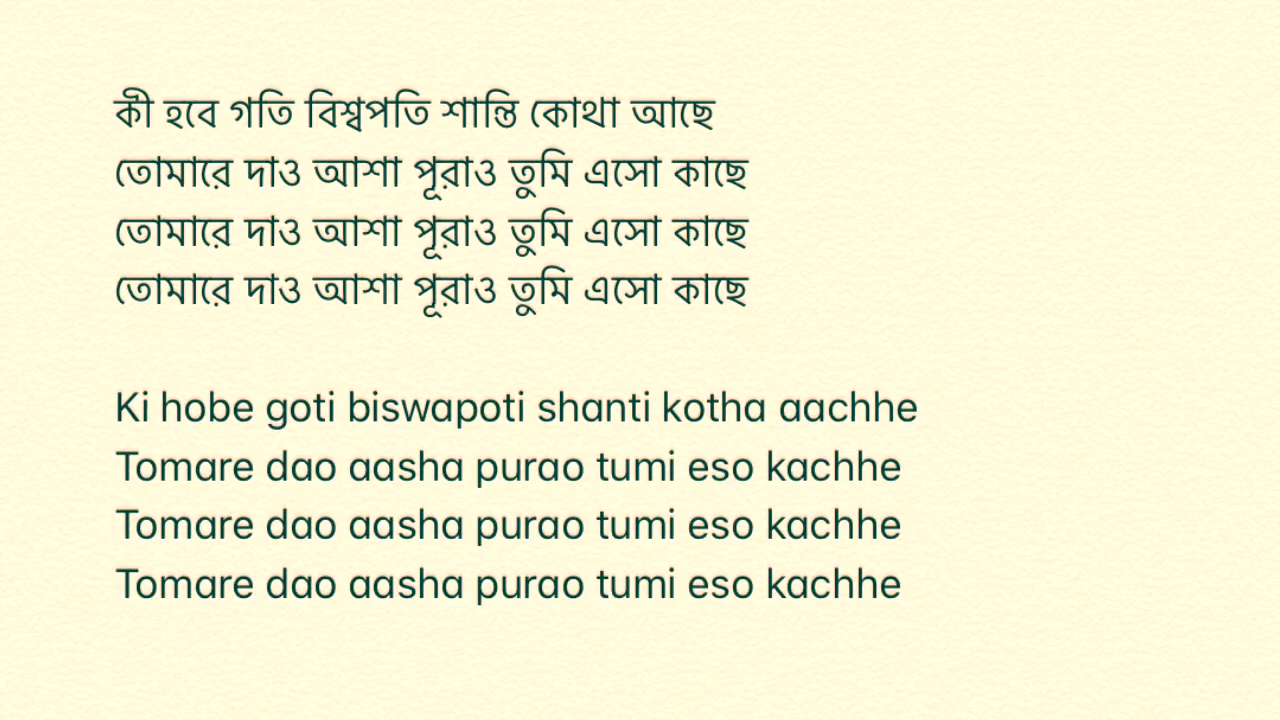 কী হবে গতি বিশ্বপতি শান্তি কোথা আছে
তোমারে দাও আশা পূরাও তুমি এসো কাছে
তোমারে দাও আশা পূরাও তুমি এসো কাছে
তোমারে দাও আশা পূরাও তুমি এসো কাছে
Ki hobe goti biswapoti shanti kotha aachhe
Tomare dao aasha purao tumi eso kachhe
Tomare dao aasha purao tumi eso kachhe
Tomare dao aasha purao tumi eso kachhe